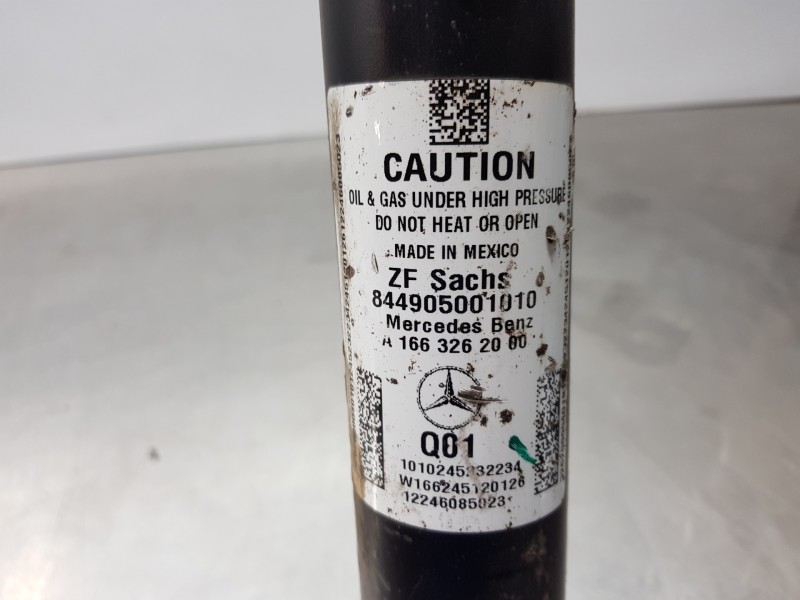 CAUTION
OIL & GAS UNDER HIGH PRESSURE
DO NOT HEAT OR OPEN
MADE IN MEXICO
ZF Sachs
844905001010
Mercedes Benz
A 166 326 20 00
Q01
W166245120126